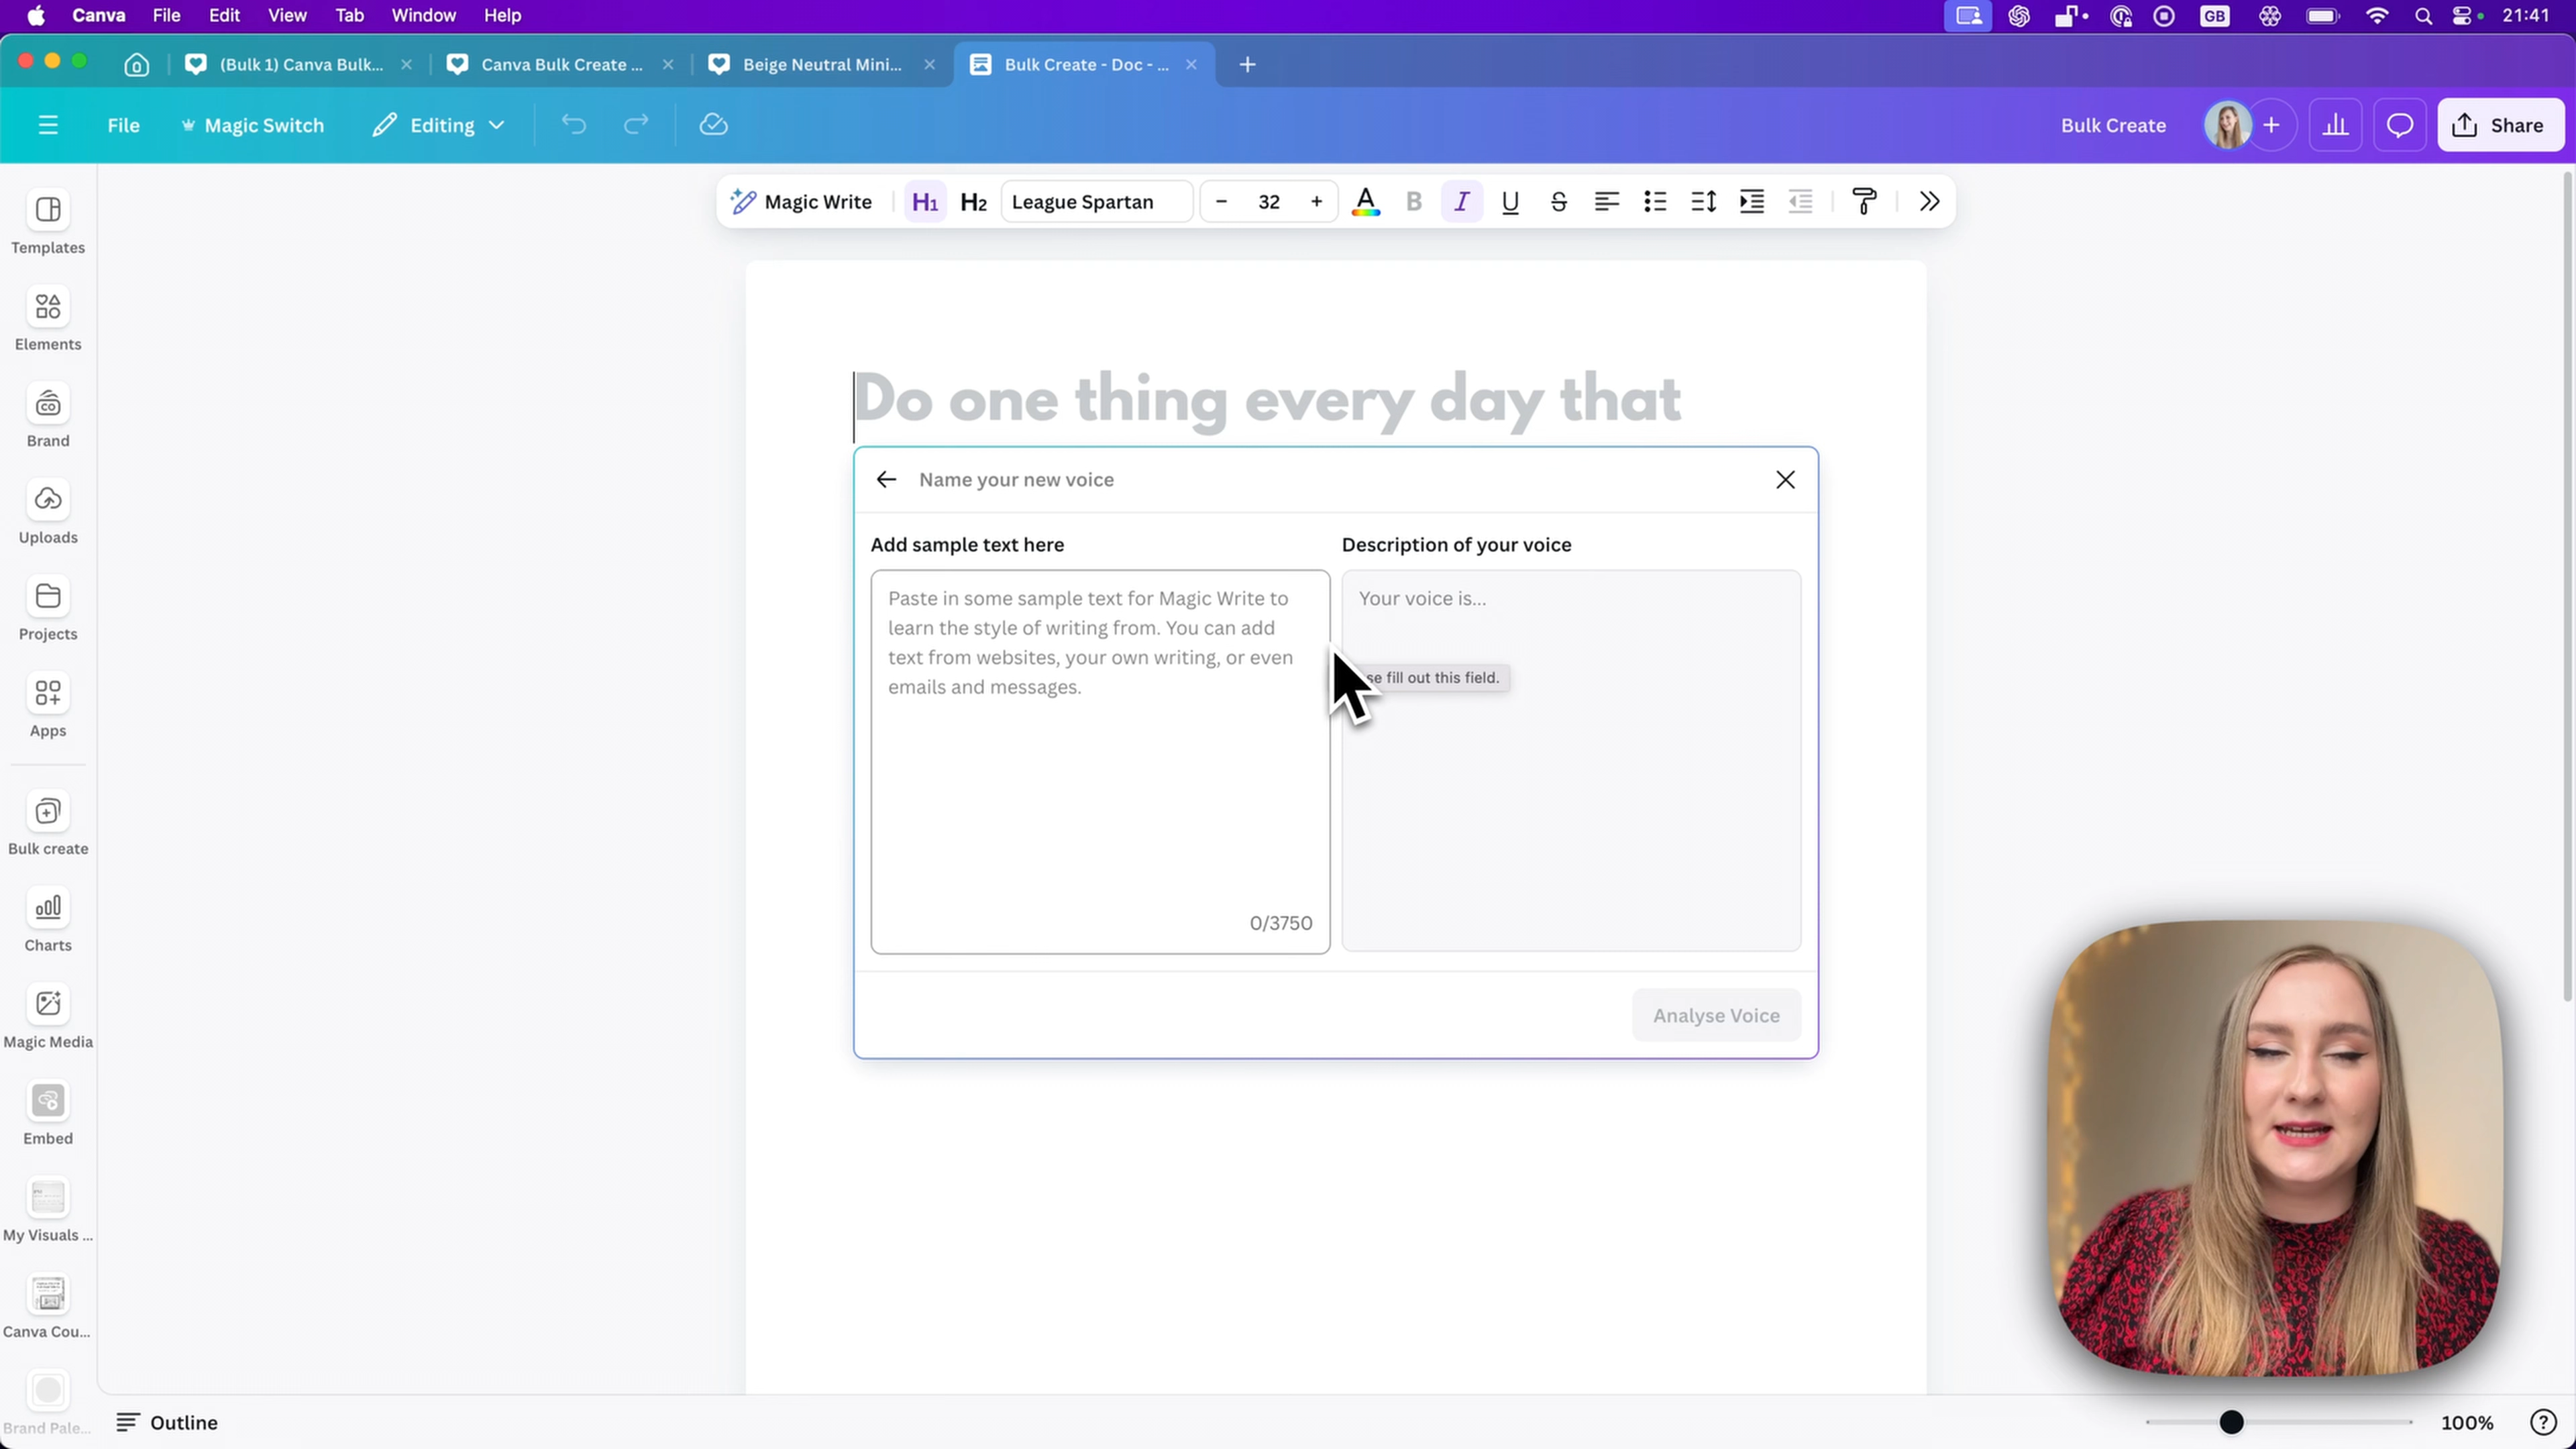 Canva File Edit View Tab Window Help
GB 21:41
(Bulk 1) Canva Bulk... Canva Bulk Create ... Beige Neutral Mini... Bulk Create - Doc - ...
File Magic Switch Editing Bulk Create Share
Magic Write H1 H2 League Spartan − 32 + A B I U S
Templates
Elements
Brand
Uploads
Projects
Apps
Bulk create
Charts
Magic Media
Embed
My Visuals ...
Canva Cou...
Brand Pale...
Do one thing every day that
Name your new voice
Add sample text here
Paste in some sample text for Magic Write to
learn the style of writing from. You can add
text from websites, your own writing, or even
emails and messages.
0/3750
Description of your voice
Your voice is...
se fill out this field.
Analyse Voice
Outline
100% ?